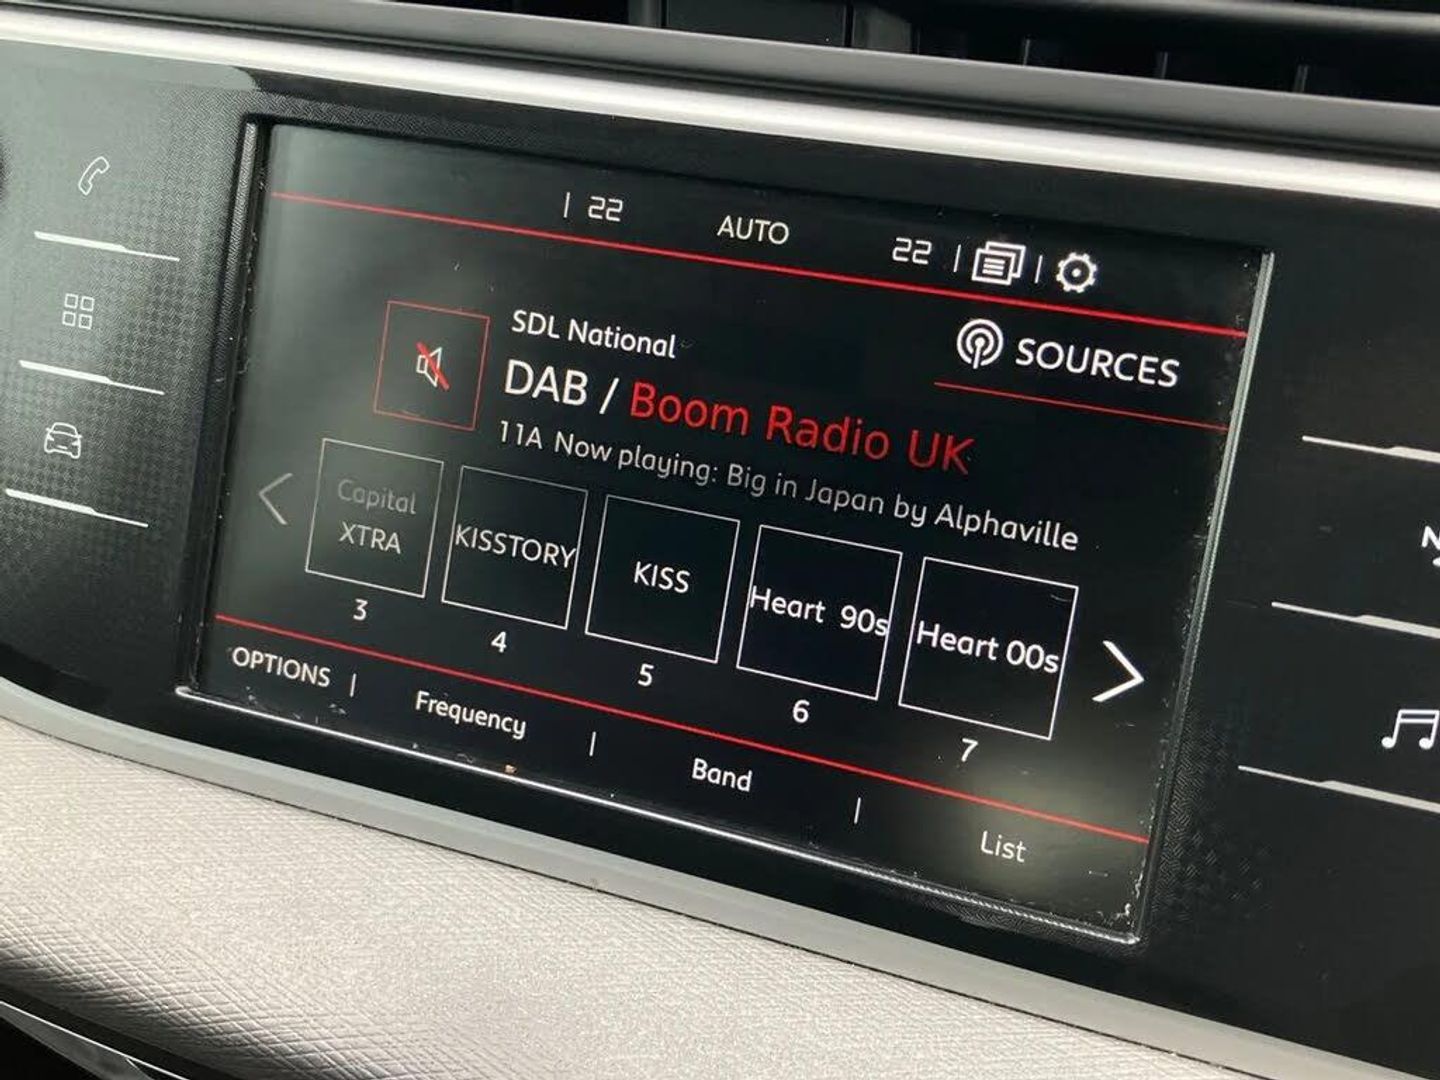 22 AUTO 22
SDL National
SOURCES
DAB / Boom Radio UK
11A Now playing: Big in Japan by Alphaville
Capital
XTRA
KISSTORY
KISS
Heart 90s
Heart 00s
3 4 5 6 7
OPTIONS Frequency Band List